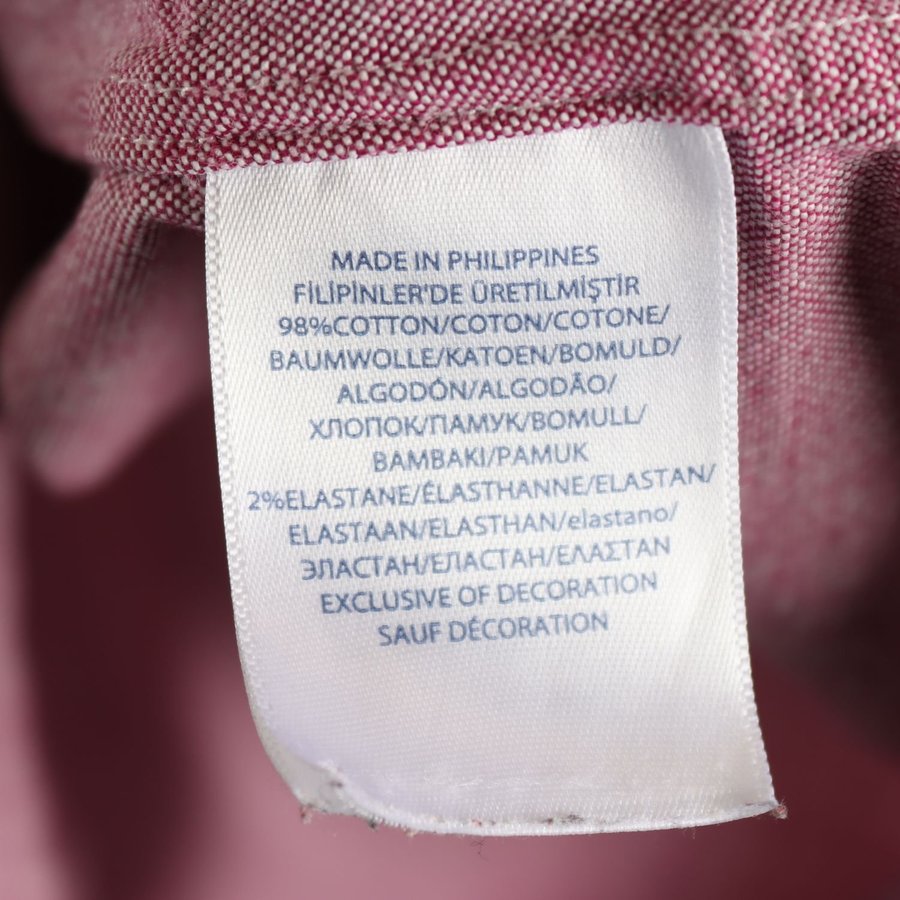 MADE IN PHILIPPINES
FİLİPİNLER'DE ÜRETİLMİŞTİR
98%COTTON/COTON/COTONE/
BAUMWOLLE/KATOEN/BOMULD/
ALGODÓN/ALGODÃO/
ХЛОПОК/ПАМУК/BOMULL/
BAMBAKI/PAMUK
2%ELASTANE/ÉLASTHANNE/ELASTAN/
ELASTAAN/ELASTHAN/elastano/
ЭЛАСТАН/ЕЛАСТАН/ΕΛΑΣΤΑΝ
EXCLUSIVE OF DECORATION
SAUF DÉCORATION